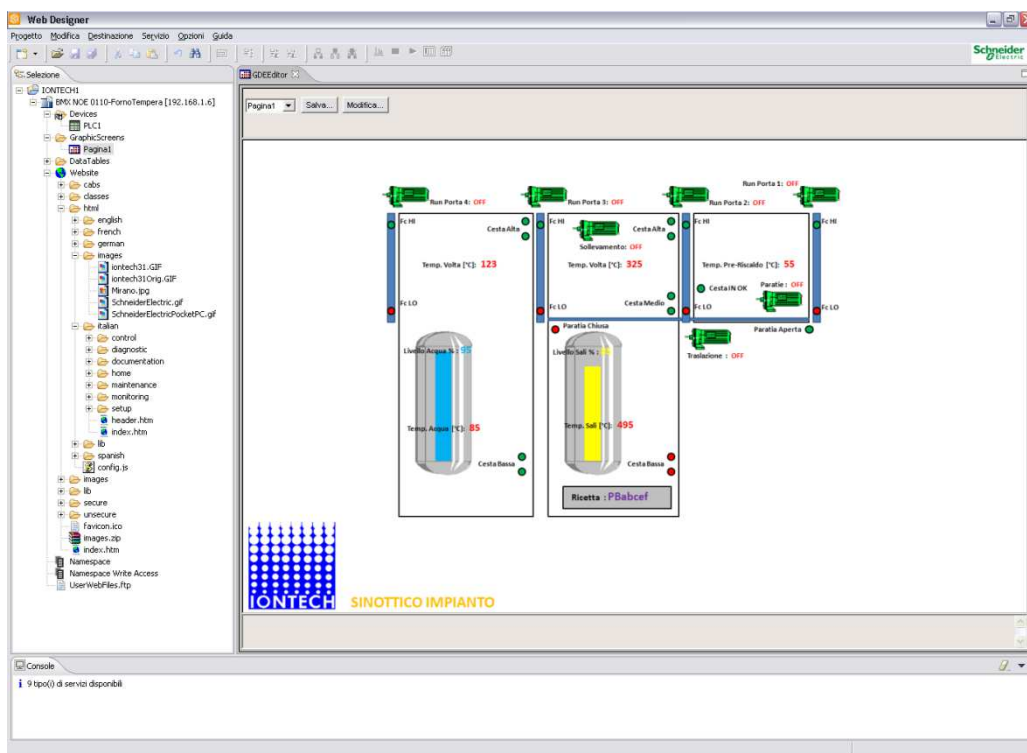 Web Designer
Progetto Modifica Destinazione Servizio Opzioni Guida
Schneider
Electric
Selezione
IONTECH1
BMX NOE 0110-FornoTempera [192.168.1.6]
Devices
PLC1
GraphicScreens
Pagina1
DataTables
Website
cabs
classes
html
english
french
german
images
iontech31.GIF
iontech31Orig.GIF
Mirano.jpg
SchneiderElectric.gif
SchneiderElectricPocketPC.gif
italian
control
diagnostic
documentation
home
maintenance
monitoring
setup
header.htm
index.htm
lib
spanish
config.js
images
lib
secure
unsecure
favicon.ico
images.zip
index.htm
Namespace
Namespace Write Access
UserWebFiles.ftp
GDEEditor
Pagina1 Salva... Modifica...
Run Porta 1: OFF
Run Porta 4: OFF Run Porta 3: OFF Run Porta 2: OFF
Fc HI Cesta Alta Fc HI Cesta Alta Fc HI Fc HI
Sollevamento: OFF
Temp. Volta [°C]: 123 Temp. Volta [°C]: 325 Temp. Pre-Riscaldo [°C]: 55
Cesta IN OK Paratie : OFF
Fc LO Fc LO Cesta Medio Fc LO Fc LO
Paratia Chiusa Paratia Aperta
Livello Acqua % : 95 Livello Sali % :
Traslazione : OFF
Temp. Acqua [°C]: 85 Temp. Sali [°C]: 495
Cesta Bassa Cesta Bassa
Ricetta : PBabcef
IONTECH SINOTTICO IMPIANTO
Console
i 9 tipo(i) di servizi disponibili